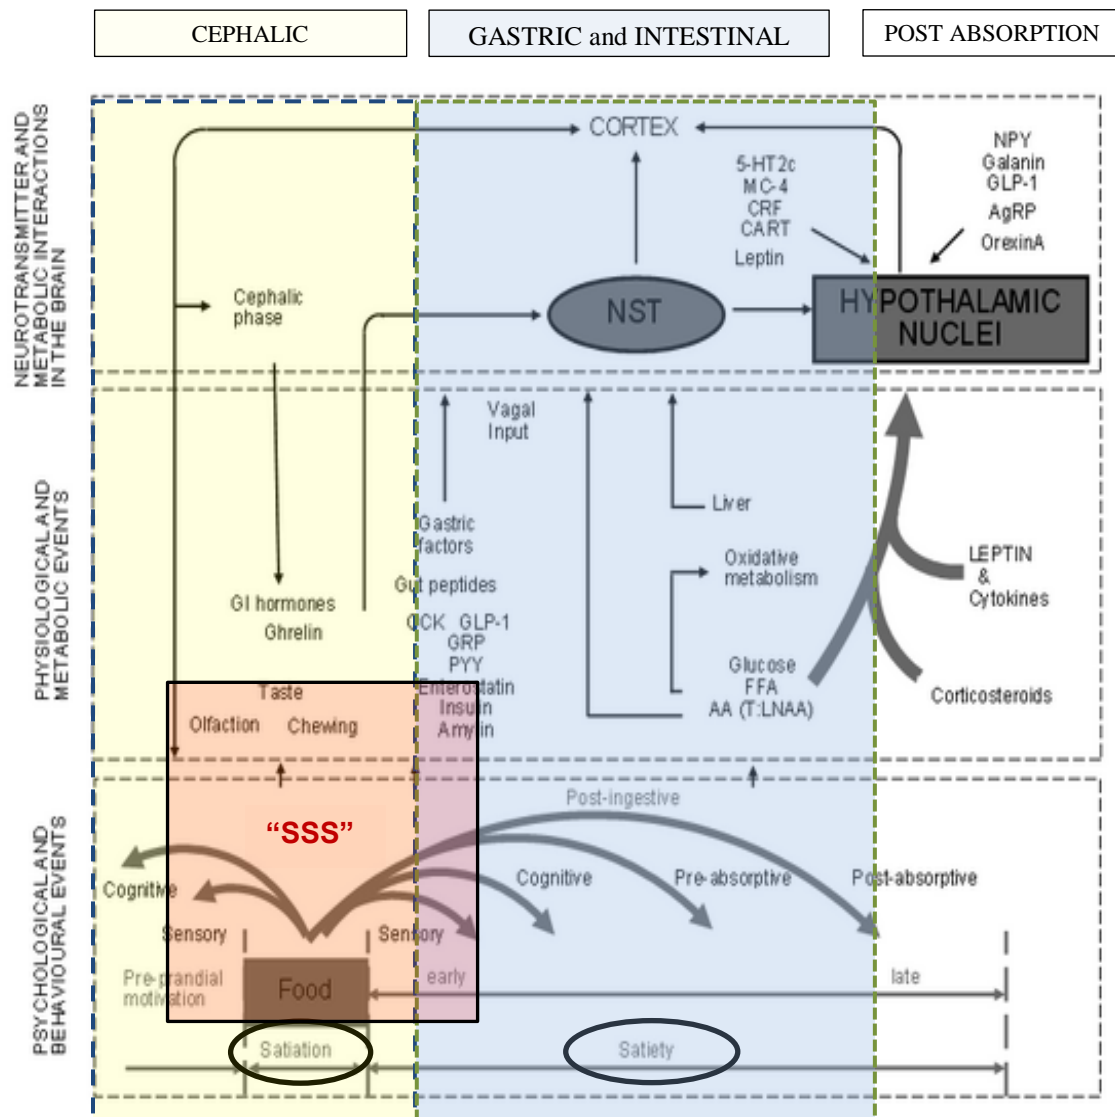 CEPHALIC
GASTRIC and INTESTINAL
POST ABSORPTION
NEUROTRANSMITTER AND
METABOLIC INTERACTIONS
IN THE BRAIN
CORTEX
5-HT2c
MC-4
CRF
CART
Leptin
NPY
Galanin
GLP-1
AgRP
OrexinA
Cephalic
phase
NST
HYPOTHALAMIC
NUCLEI
PHYSIOLOGICAL AND
METABOLIC EVENTS
Vagal
Input
Gastric
factors
Liver
Oxidative
metabolism
LEPTIN
&
Cytokines
Gut peptides
GI hormones
Ghrelin
CCK GLP-1
GRP
PYY
Enterostatin
Insulin
Amylin
Glucose
FFA
AA (T:LNAA)
Corticosteroids
Taste
Olfaction Chewing
PSYCHOLOGICAL AND
BEHAVIOURAL EVENTS
Post-ingestive
“SSS”
Cognitive
Cognitive
Pre-absorptive
Post-absorptive
Sensory
Sensory
Pre-prandial
motivation
Food
early
late
Satiation
Satiety